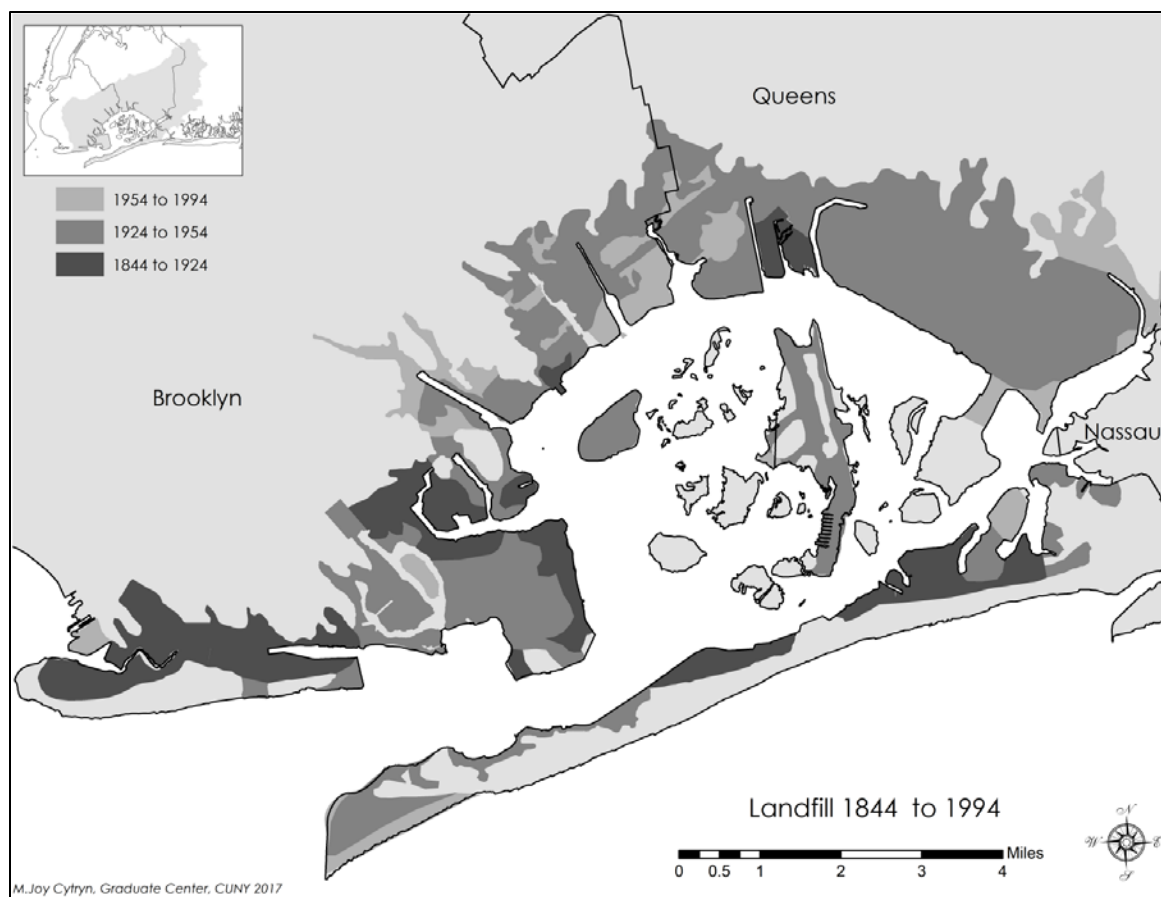 Queens
1954 to 1994
1924 to 1954
1844 to 1924
Brooklyn
Nassau
Landfill 1844 to 1994
N
W E
S
Miles
0 0.5 1 2 3 4
M.Joy Cytryn, Graduate Center, CUNY 2017